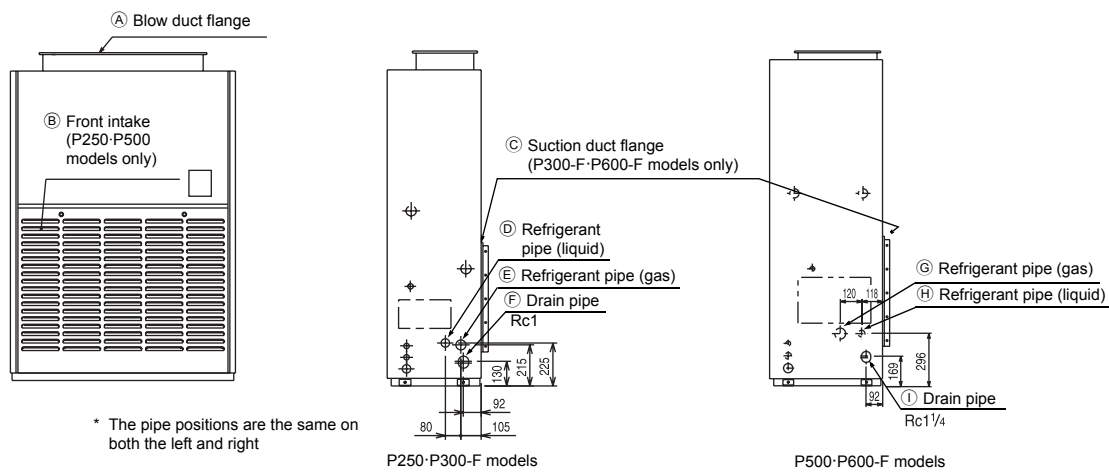 Ⓐ Blow duct flange
Ⓑ Front intake
(P250·P500
models only)
* The pipe positions are the same on
both the left and right
Ⓒ Suction duct flange
(P300-F·P600-F models only)
Ⓓ Refrigerant
pipe (liquid)
Ⓔ Refrigerant pipe (gas)
Ⓕ Drain pipe
Rc1
130
215
225
92
80
105
P250·P300-F models
Ⓖ Refrigerant pipe (gas)
Ⓗ Refrigerant pipe (liquid)
120
118
169
296
92
Ⓘ Drain pipe
Rc1¼
P500·P600-F models